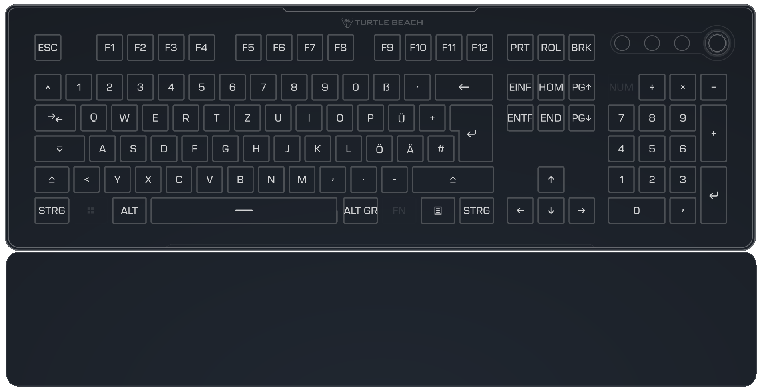 TURTLE BEACH
ESC F1 F2 F3 F4 F5 F6 F7 F8 F9 F10 F11 F12 PRT ROL BRK
^ 1 2 3 4 5 6 7 8 9 0 ß ← EINF HOM PG↑ NUM ÷ × -
Q W E R T Z U I O P Ü + ENTF END PG↓ 7 8 9 +
A S D F G H J K L Ö Ä # ↵ 4 5 6
< Y X C V B N M , . - ↑ 1 2 3 ↵
STRG ALT ALT GR FN STRG ← ↓ → 0 ,